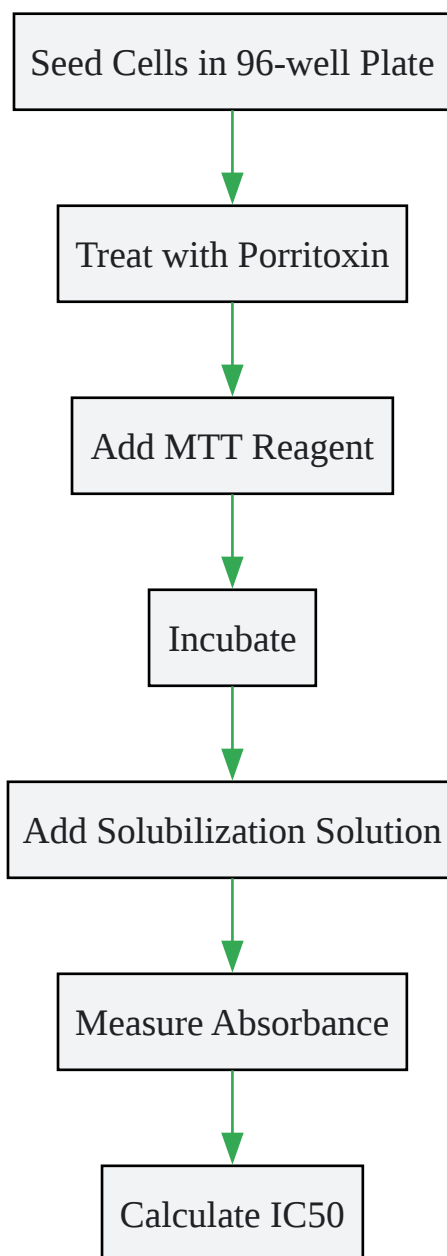 Seed Cells in 96-well Plate
Treat with Porritoxin
Add MTT Reagent
Incubate
Add Solubilization Solution
Measure Absorbance
Calculate IC50